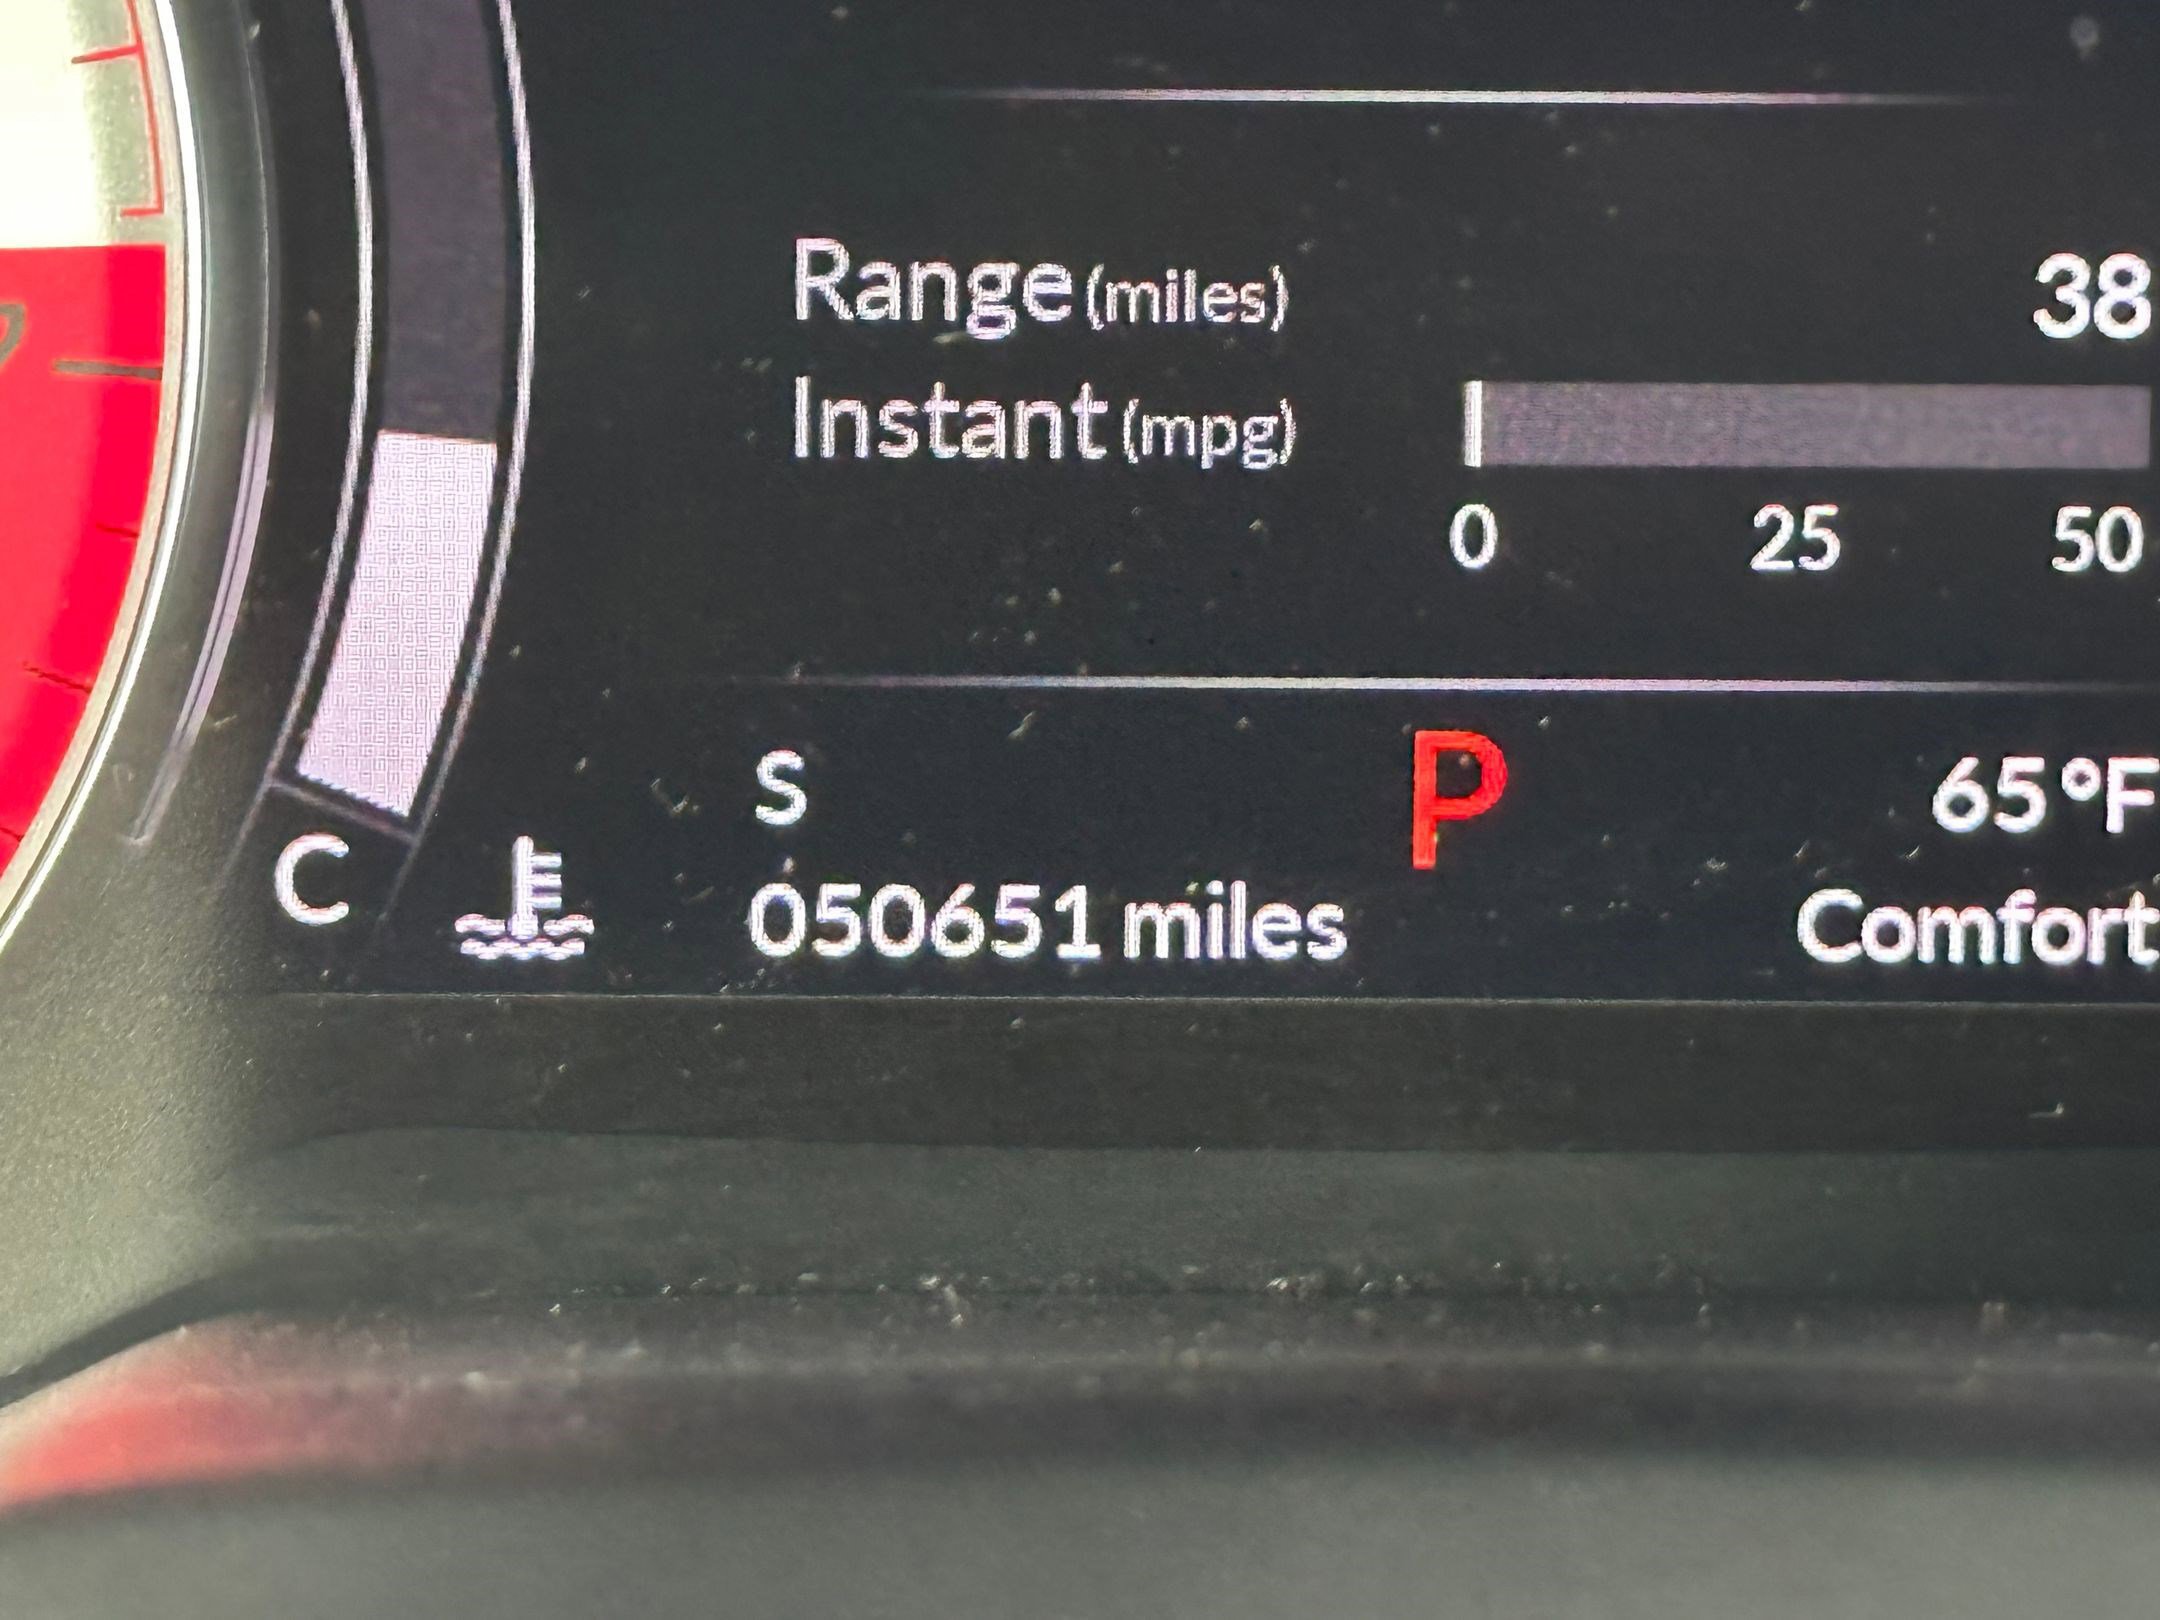 Range (miles) 38
Instant (mpg)
0 25 50
S P 65°F
C
050651 miles Comfort